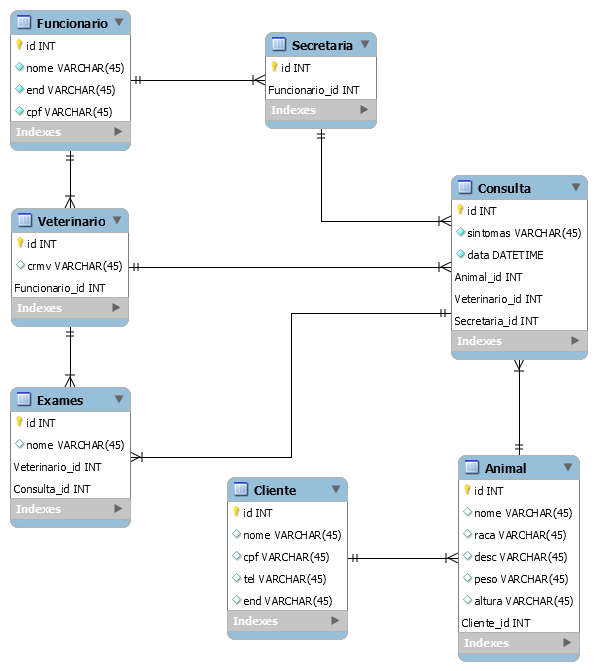 Funcionario
id INT
nome VARCHAR(45)
end VARCHAR(45)
cpf VARCHAR(45)
Indexes
Secretaria
id INT
Funcionario_id INT
Indexes
Veterinario
id INT
crmv VARCHAR(45)
Funcionario_id INT
Indexes
Consulta
id INT
sintomas VARCHAR(45)
data DATETIME
Animal_id INT
Veterinario_id INT
Secretaria_id INT
Indexes
Exames
id INT
nome VARCHAR(45)
Veterinario_id INT
Consulta_id INT
Indexes
Cliente
id INT
nome VARCHAR(45)
cpf VARCHAR(45)
tel VARCHAR(45)
end VARCHAR(45)
Indexes
Animal
id INT
nome VARCHAR(45)
raca VARCHAR(45)
desc VARCHAR(45)
peso VARCHAR(45)
altura VARCHAR(45)
Cliente_id INT
Indexes